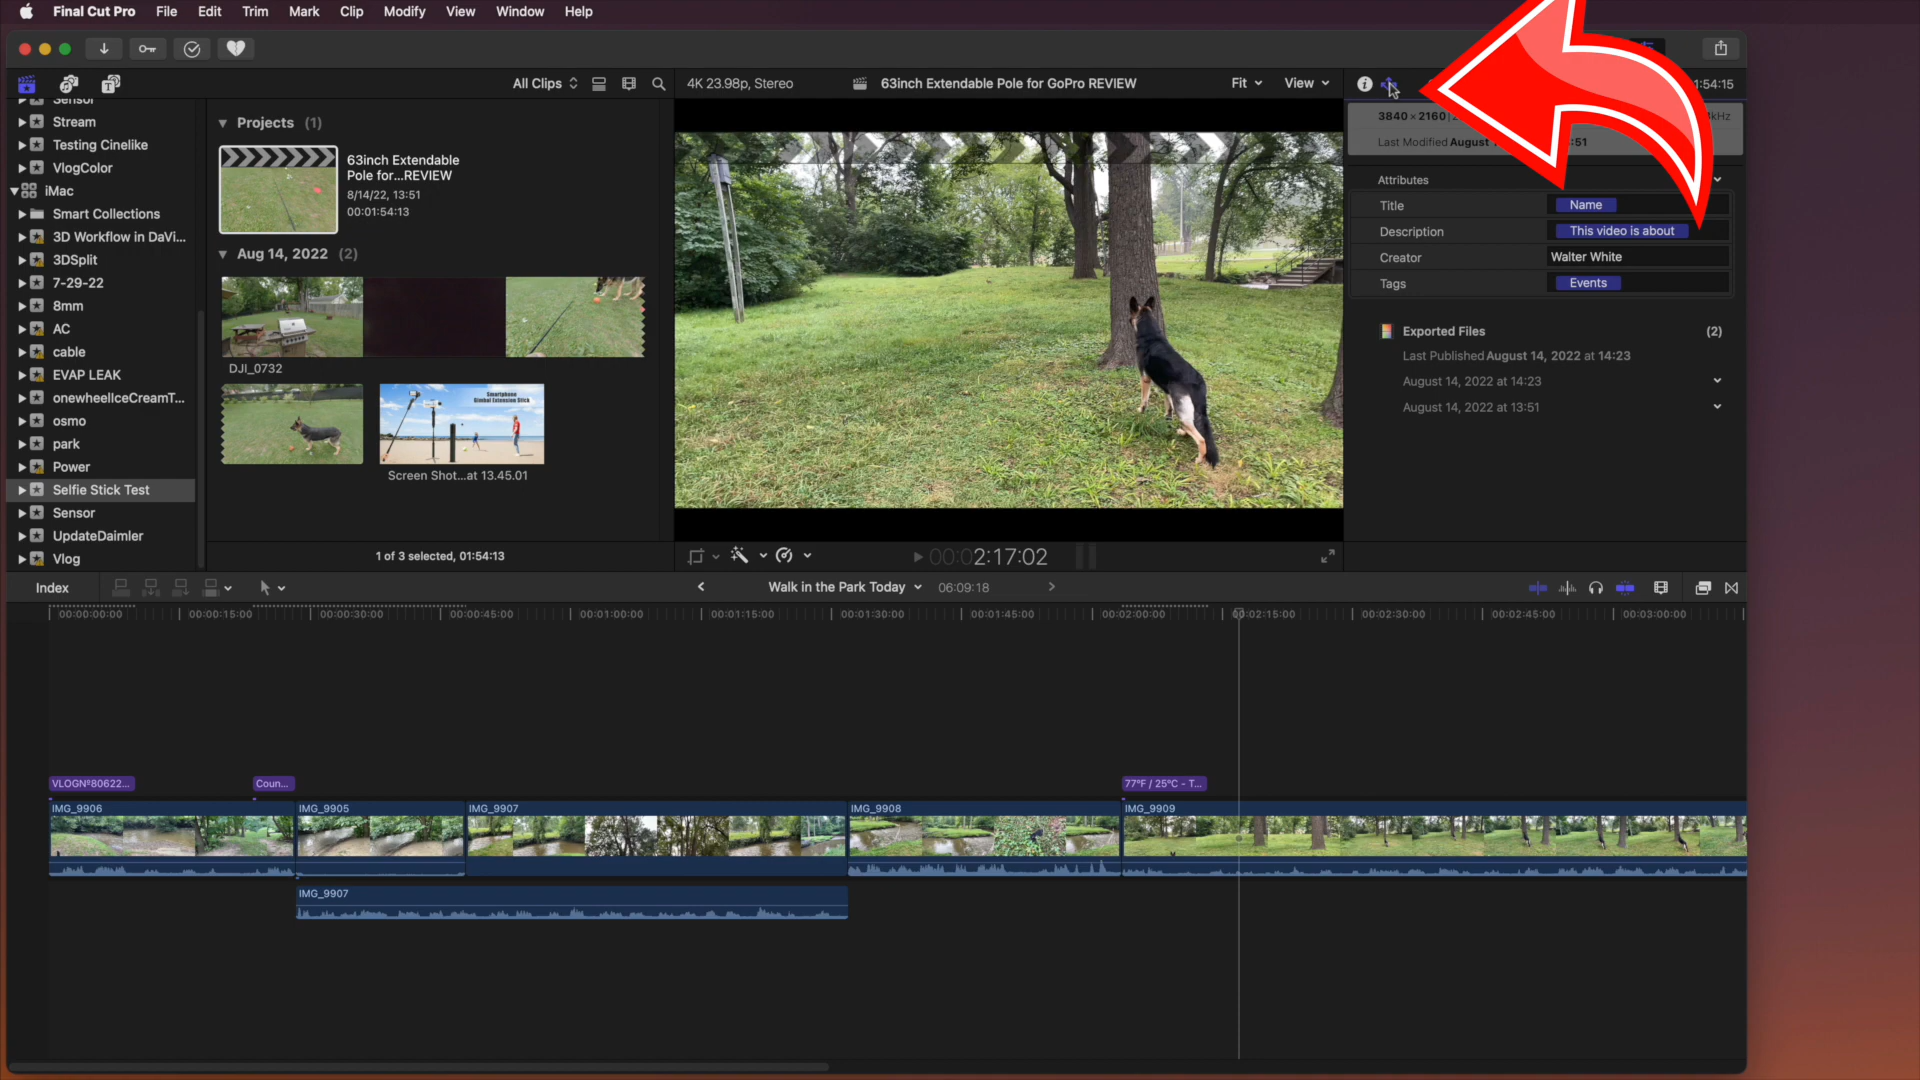 Final Cut Pro File Edit Trim Mark Clip Modify View Window Help
All Clips
4K 23.98p, Stereo
63inch Extendable Pole for GoPro REVIEW
Fit
View
:54:15
Sensor
Stream
Testing Cinelike
VlogColor
iMac
Smart Collections
3D Workflow in DaVi...
3DSplit
7-29-22
8mm
AC
cable
EVAP LEAK
onewheelIceCreamT...
osmo
park
Power
Selfie Stick Test
Sensor
UpdateDaimler
Vlog
Projects (1)
63inch Extendable
Pole for...REVIEW
8/14/22, 13:51
00:01:54:13
Aug 14, 2022 (2)
DJI_0732
Smartphone
Gimbal Extension Stick
Screen Shot...at 13.45.01
1 of 3 selected, 01:54:13
00:02:17:02
3840 × 2160
kHz
Last Modified August 1
:51
Attributes
Title Name
Description This video is about
Creator Walter White
Tags Events
Exported Files (2)
Last Published August 14, 2022 at 14:23
August 14, 2022 at 14:23
August 14, 2022 at 13:51
Index
Walk in the Park Today 06:09:18
00:00:00:00 00:00:15:00 00:00:30:00 00:00:45:00 00:01:00:00 00:01:15:00 00:01:30:00 00:01:45:00 00:02:00:00 00:02:15:00 00:02:30:00 00:02:45:00 00:03:00:00
VLOGNº80622... Coun... 77ºF / 25ºC - T...
IMG_9906 IMG_9905 IMG_9907 IMG_9908 IMG_9909
IMG_9907